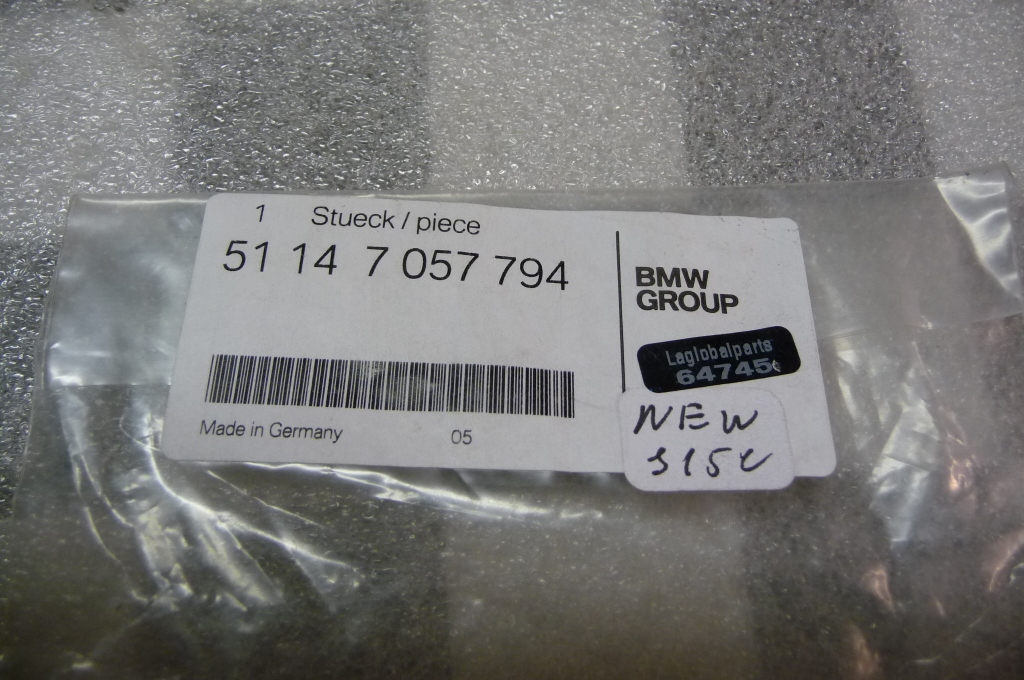 1 Stueck / piece
51 14 7 057 794
BMW
GROUP
Laglobalparts
64745
Made in Germany 05
NEW